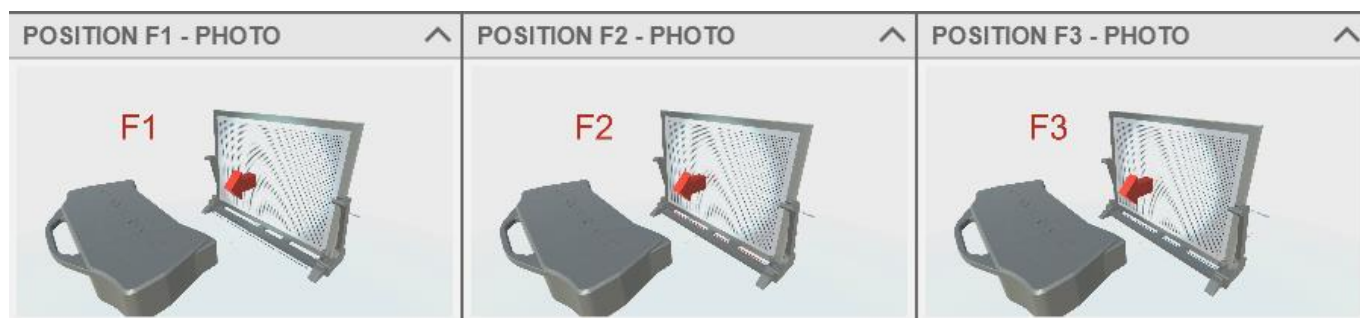 POSITION F1 - PHOTO
POSITION F2 - PHOTO
POSITION F3 - PHOTO
F1
F2
F3